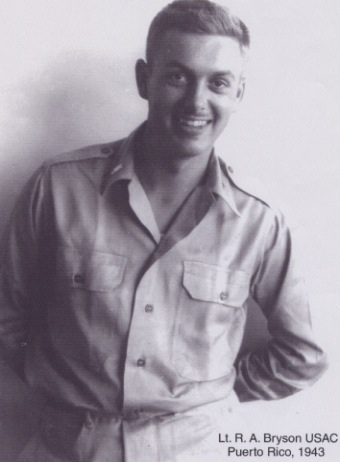 Lt. R. A. Bryson USAC
Puerto Rico, 1943